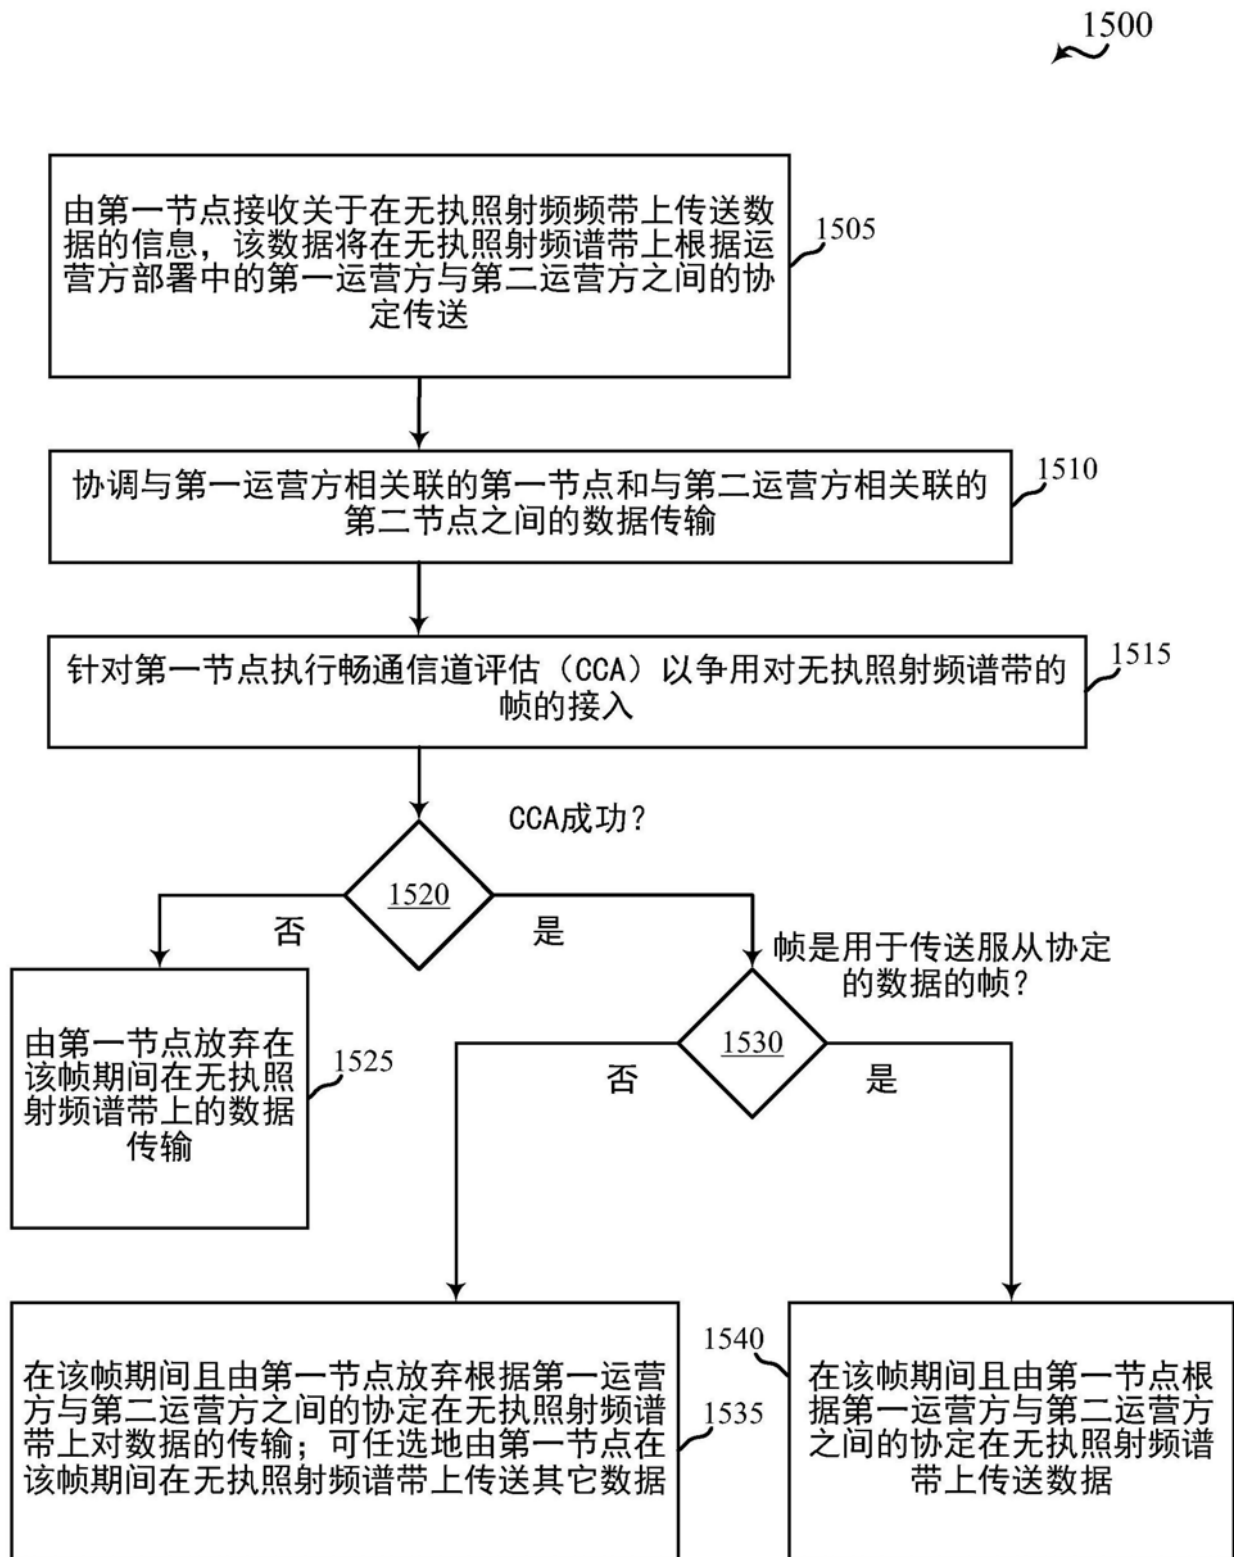 1500
由第一节点接收关于在无执照射频频带上传送数
据的信息，该数据将在无执照射频谱带上根据运
营方部署中的第一运营方与第二运营方之间的协
定传送
1505
协调与第一运营方相关联的第一节点和与第二运营方相关联的
第二节点之间的数据传输
1510
针对第一节点执行畅通信道评估（CCA）以争用对无执照射频谱带的
帧的接入
1515
CCA成功?
1520
否
是
帧是用于传送服从协定
的数据的帧?
由第一节点放弃在
该帧期间在无执照
射频谱带上的数据
传输
1525
1530
否
是
在该帧期间且由第一节点放弃根据第一运营
方与第二运营方之间的协定在无执照射频谱
带上对数据的传输；可任选地由第一节点在
该帧期间在无执照射频谱带上传送其它数据
1535
1540
在该帧期间且由第一节点根
据第一运营方与第二运营方
之间的协定在无执照射频谱
带上传送数据